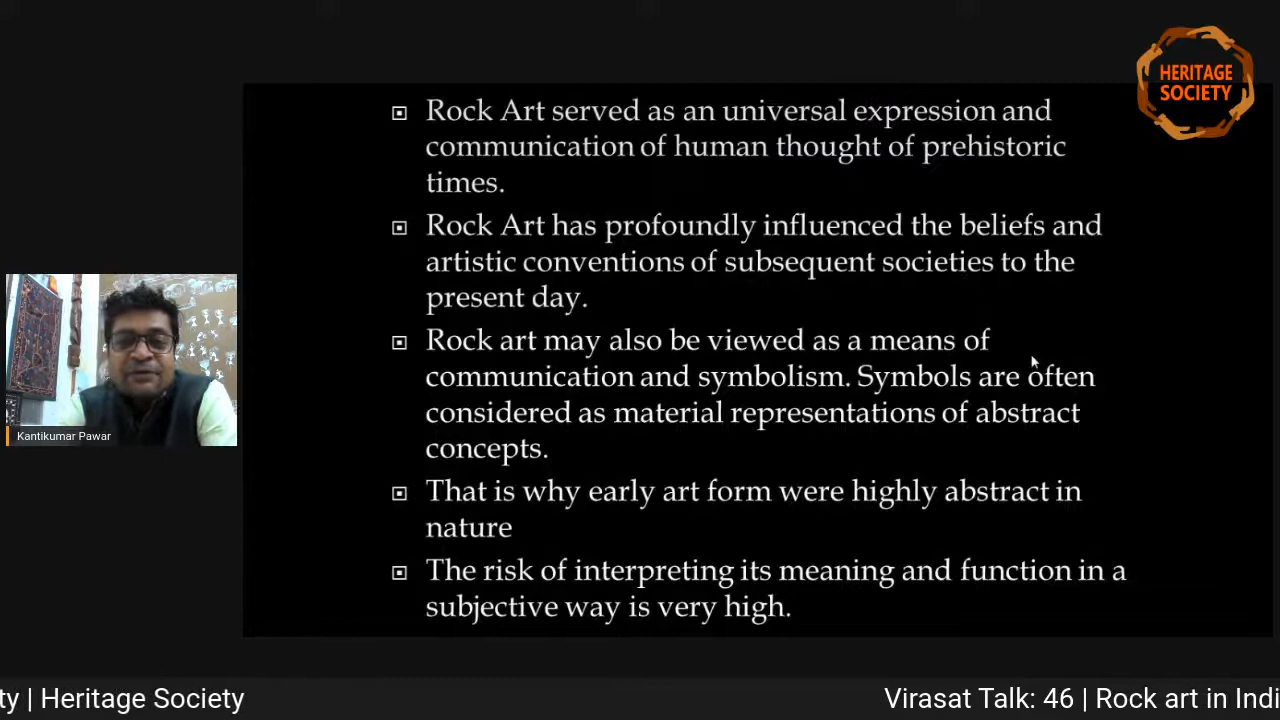 HERITAGE
SOCIETY
Rock Art served as an universal expression and
communication of human thought of prehistoric
times.
Rock Art has profoundly influenced the beliefs and
artistic conventions of subsequent societies to the
present day.
Rock art may also be viewed as a means of
communication and symbolism. Symbols are often
considered as material representations of abstract
concepts.
That is why early art form were highly abstract in
nature
The risk of interpreting its meaning and function in a
subjective way is very high.
Kantikumar Pawar
ty | Heritage Society
Virasat Talk: 46 | Rock art in Indi